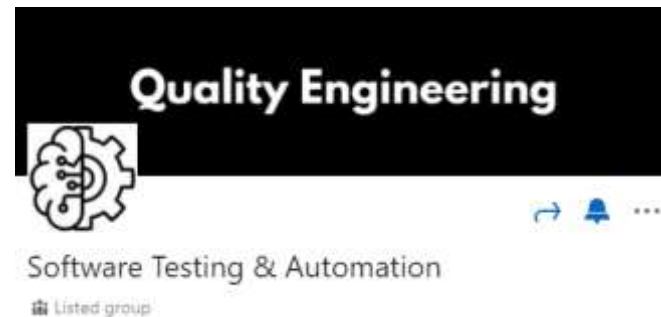 Quality Engineering
Software Testing & Automation
Listed group